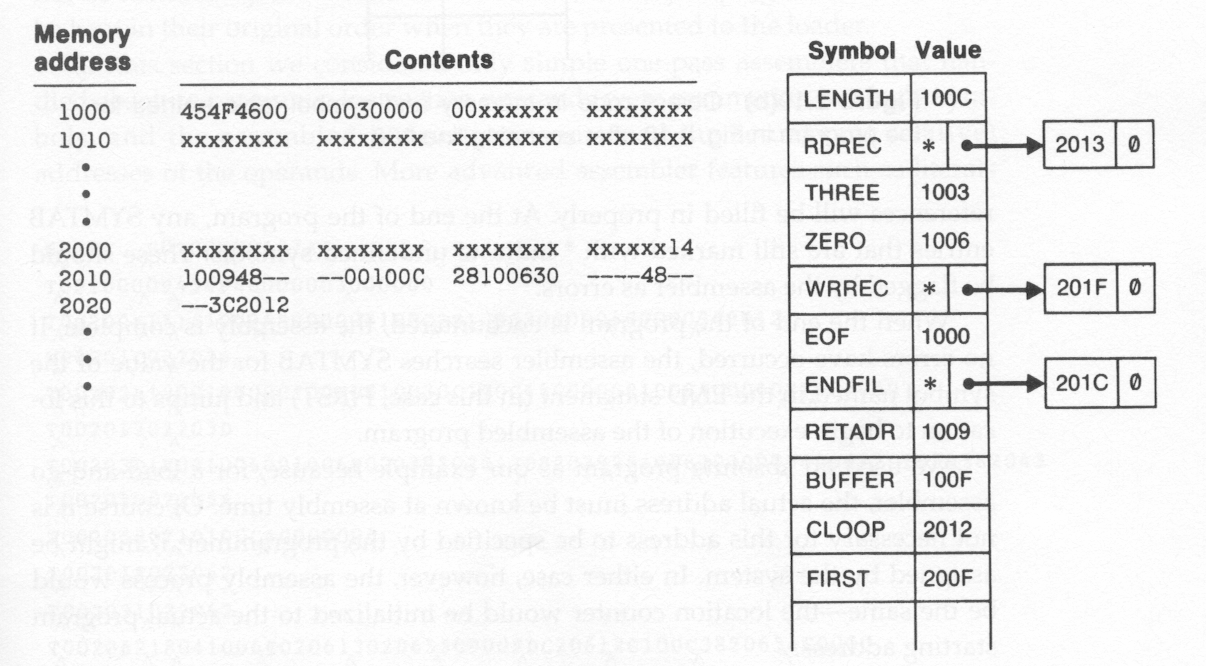 Memory
address Contents
1000 454F4600 00030000 00xxxxxx xxxxxxxx
1010 xxxxxxxx xxxxxxxx xxxxxxxx xxxxxxxx
•
•
•
2000 xxxxxxxx xxxxxxxx xxxxxxxx xxxxxx14
2010 100948-- --00100C 28100630 ----48--
2020 --3C2012
•
•
•
Symbol Value
LENGTH 100C
RDREC * 2013 Ø
THREE 1003
ZERO 1006
WRREC * 201F Ø
EOF 1000
ENDFIL * 201C Ø
RETADR 1009
BUFFER 100F
CLOOP 2012
FIRST 200F